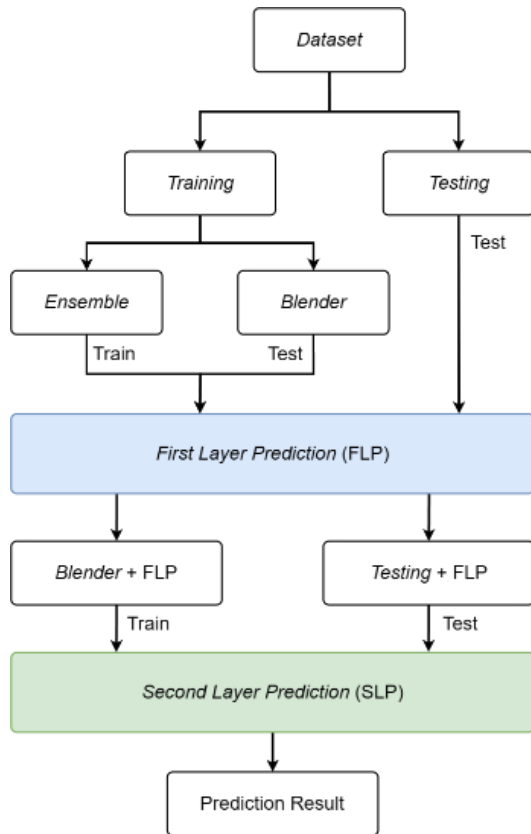 Dataset
Training
Testing
Test
Ensemble
Blender
Train
Test
First Layer Prediction (FLP)
Blender + FLP
Testing + FLP
Train
Test
Second Layer Prediction (SLP)
Prediction Result